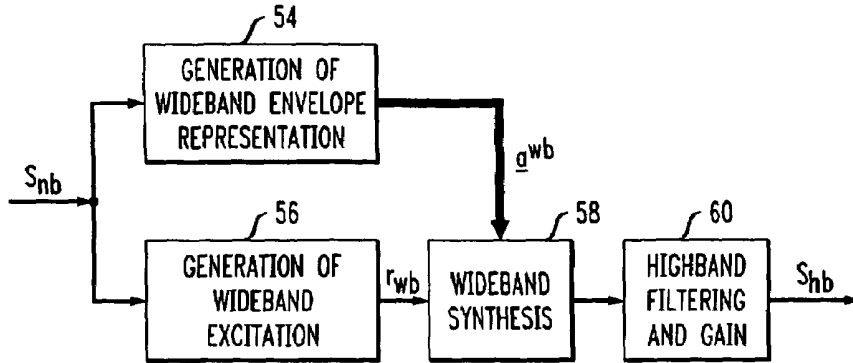 54
GENERATION OF
WIDEBAND ENVELOPE
REPRESENTATION
S_nb
a^wb
56
GENERATION OF
WIDEBAND
EXCITATION
r_wb
58
WIDEBAND
SYNTHESIS
60
HIGHBAND
FILTERING
AND GAIN
S_hb